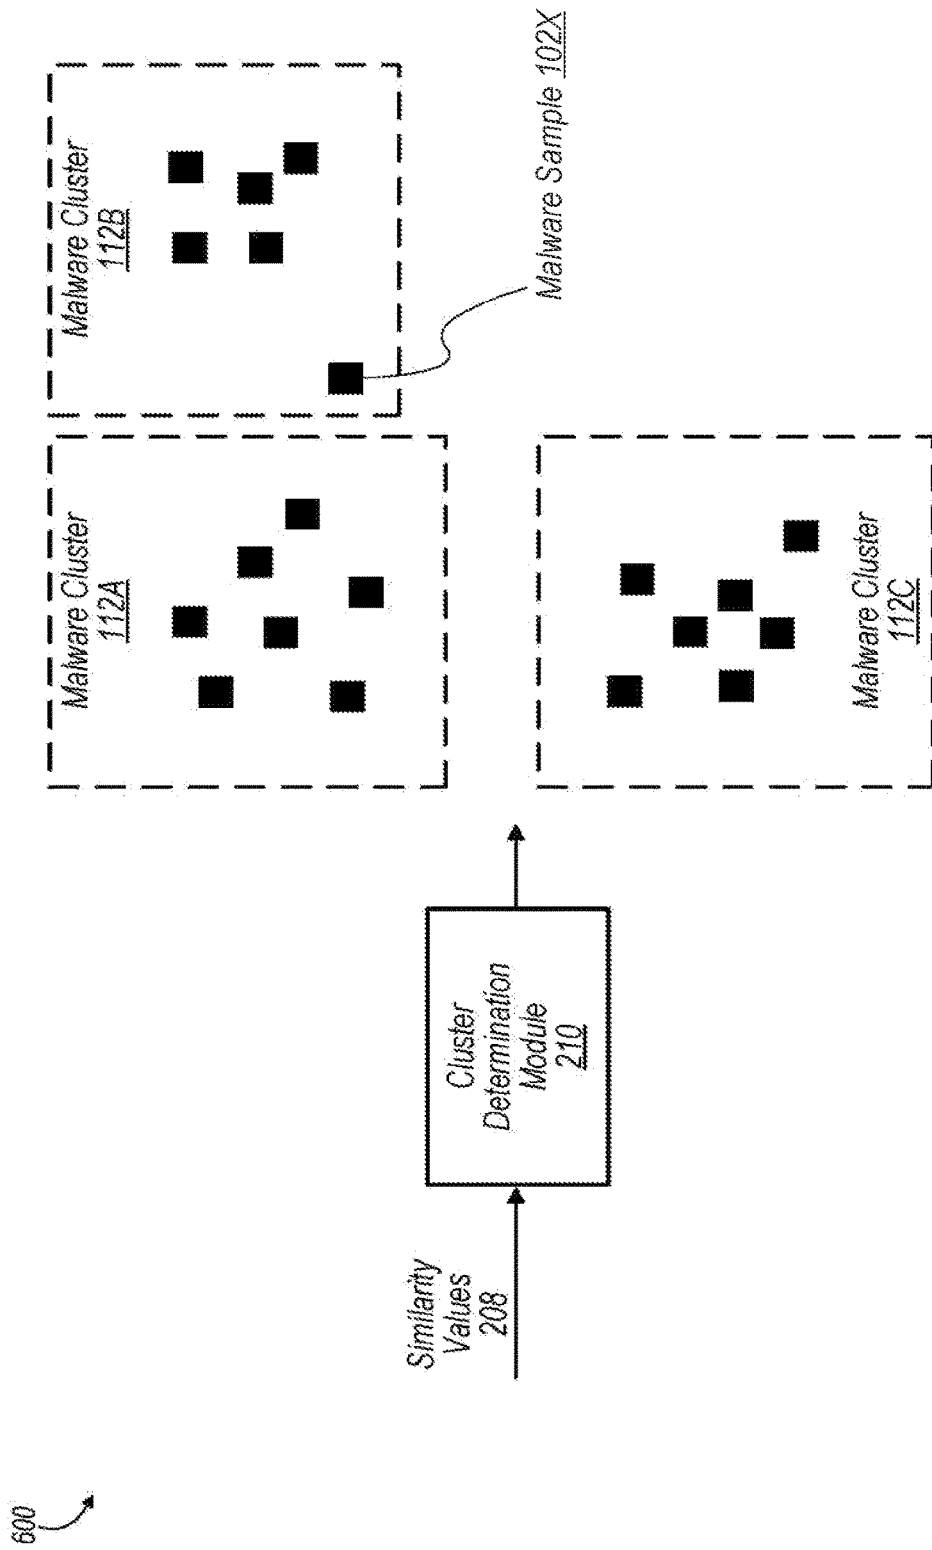 600
Similarity
Values
208
Cluster
Determination
Module
210
Malware Cluster
112A
Malware Cluster
112B
Malware Sample 102X
Malware Cluster
112C